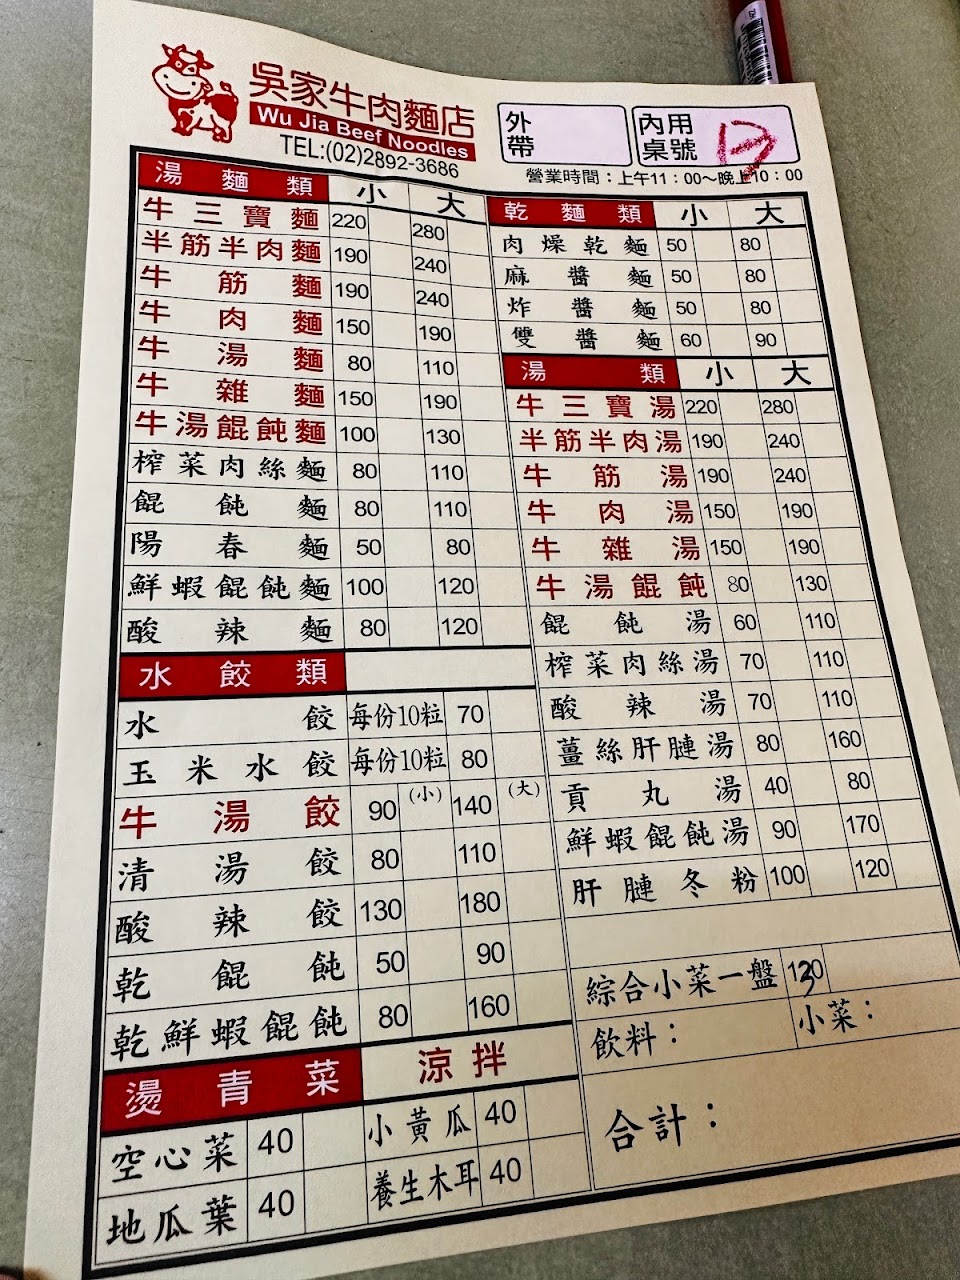 吳家牛肉麵店
Wu Jia Beef Noodles
TEL:(02)2892-3686
外帶
內用桌號
營業時間：上午11：00～晚上10：00
湯麵類 小 大
牛三寶麵 220 280
半筋半肉麵 190 240
牛筋麵 190 240
牛肉麵 150 190
牛湯麵 80 110
牛雜麵 150 190
牛湯餛飩麵 100 130
榨菜肉絲麵 80 110
餛飩麵 80 110
陽春麵 50 80
鮮蝦餛飩麵 100 120
酸辣麵 80 120
水餃類
水餃 每份10粒 70
玉米水餃 每份10粒 80
牛湯餃 90 (小) 140 (大)
清湯餃 80 110
酸辣餃 130 180
乾餛飩 50 90
乾鮮蝦餛飩 80 160
燙青菜
空心菜 40
地瓜葉 40
涼拌
小黃瓜 40
養生木耳 40
乾麵類 小 大
肉燥乾麵 50 80
麻醬麵 50 80
炸醬麵 50 80
雙醬麵 60 90
湯類 小 大
牛三寶湯 220 280
半筋半肉湯 190 240
牛筋湯 190 240
牛肉湯 150 190
牛雜湯 150 190
牛湯餛飩 80 130
餛飩湯 60 110
榨菜肉絲湯 70 110
酸辣湯 70 110
薑絲肝腱湯 80 160
貢丸湯 40 80
鮮蝦餛飩湯 90 170
肝腱冬粉 100 120
綜合小菜一盤 130
飲料： 小菜：
合計：